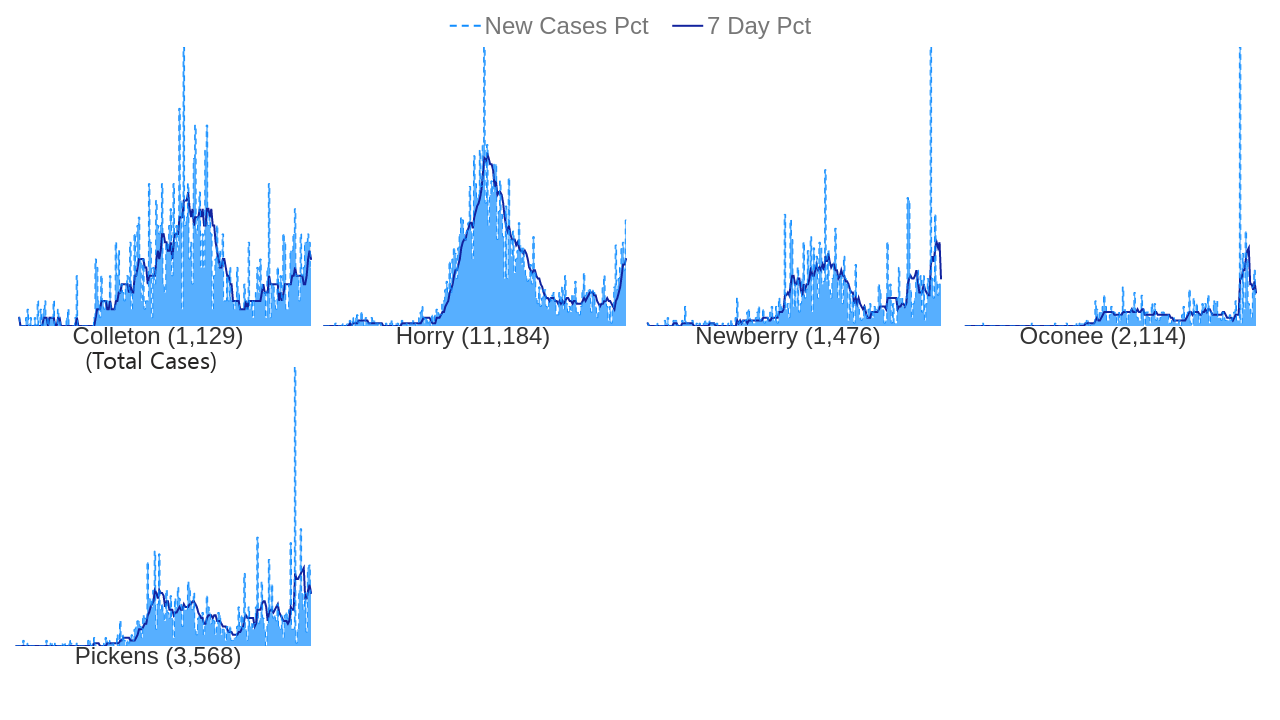 New Cases Pct 7 Day Pct
Colleton (1,129)
(Total Cases)
Horry (11,184)
Newberry (1,476)
Oconee (2,114)
Pickens (3,568)